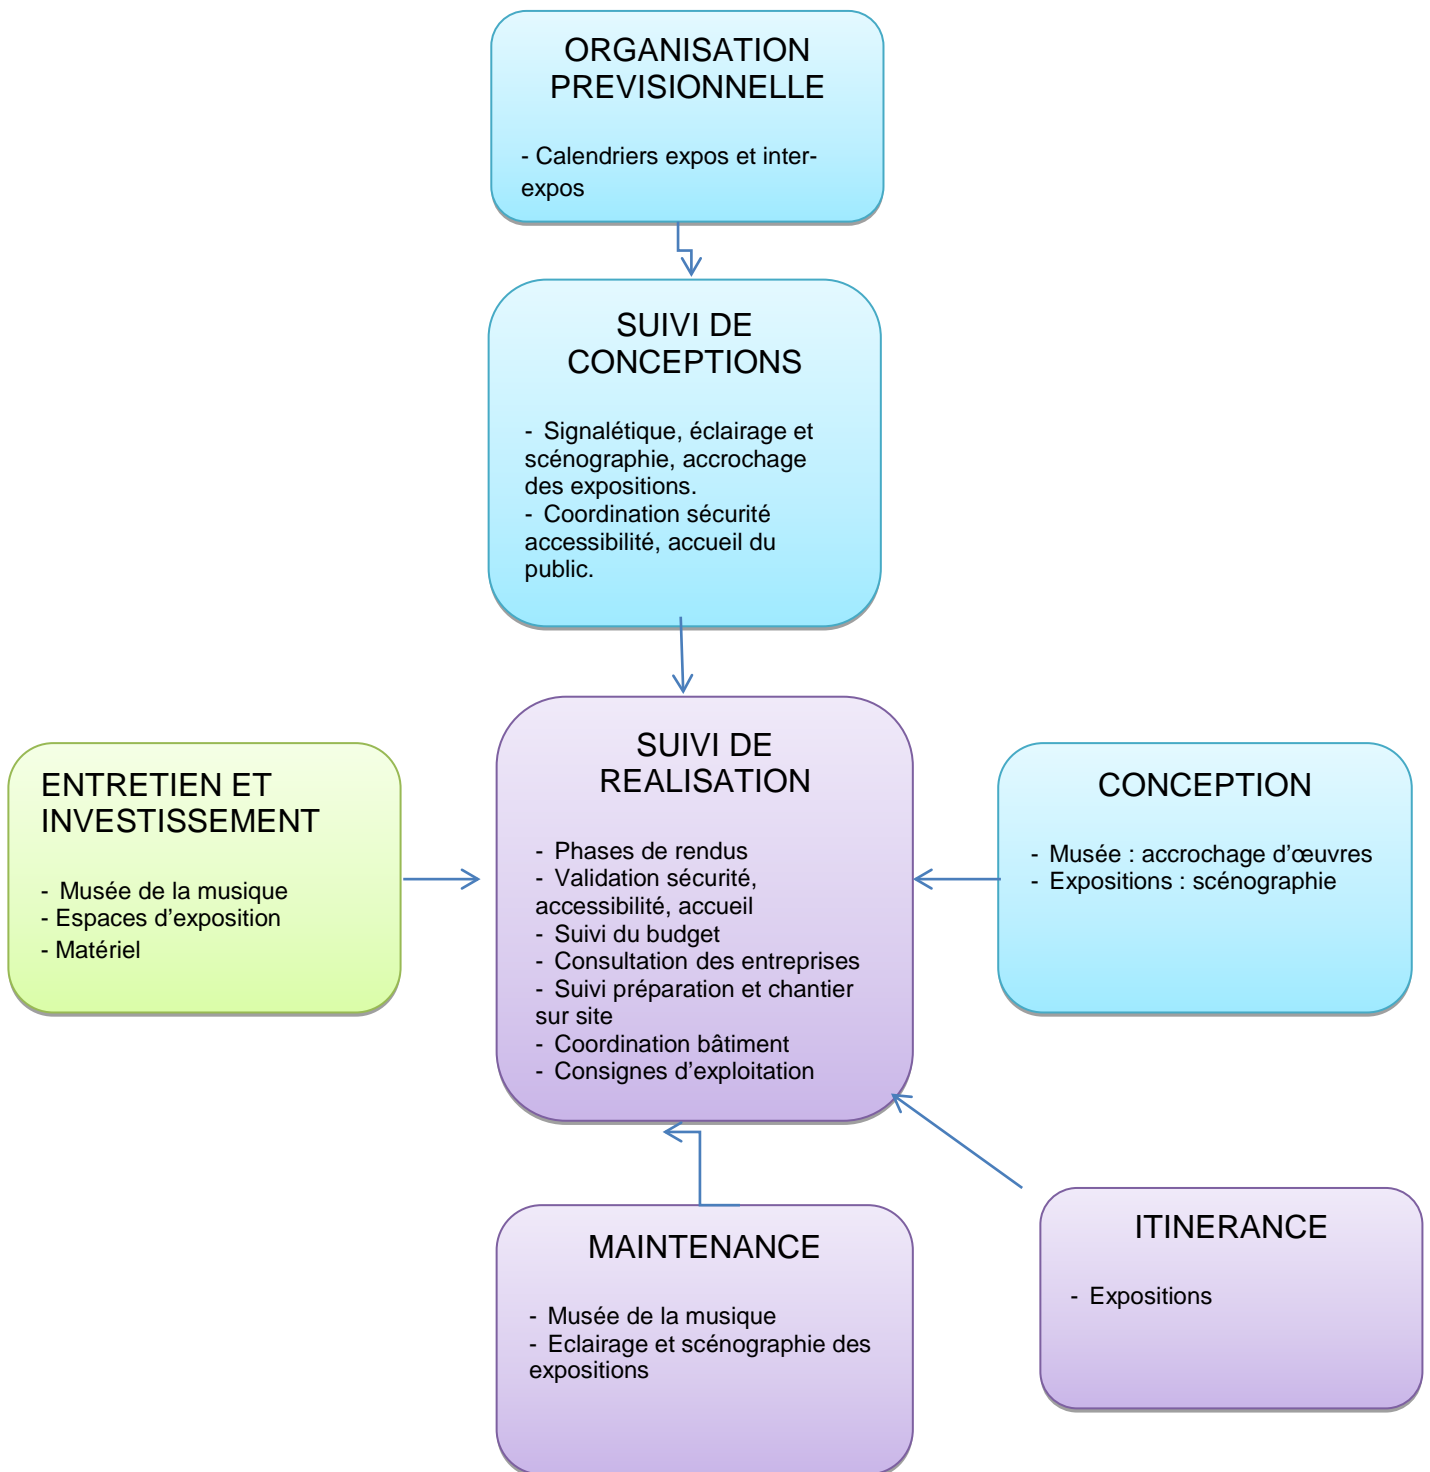 ORGANISATION
PREVISIONNELLE
- Calendriers expos et inter-
expos
SUIVI DE
CONCEPTIONS
- Signalétique, éclairage et
scénographie, accrochage
des expositions.
- Coordination sécurité
accessibilité, accueil du
public.
SUIVI DE
REALISATION
- Phases de rendus
- Validation sécurité,
accessibilité, accueil
- Suivi du budget
- Consultation des entreprises
- Suivi préparation et chantier
sur site
- Coordination bâtiment
- Consignes d’exploitation
ENTRETIEN ET
INVESTISSEMENT
- Musée de la musique
- Espaces d’exposition
- Matériel
CONCEPTION
- Musée : accrochage d’œuvres
- Expositions : scénographie
MAINTENANCE
- Musée de la musique
- Eclairage et scénographie des
expositions
ITINERANCE
- Expositions